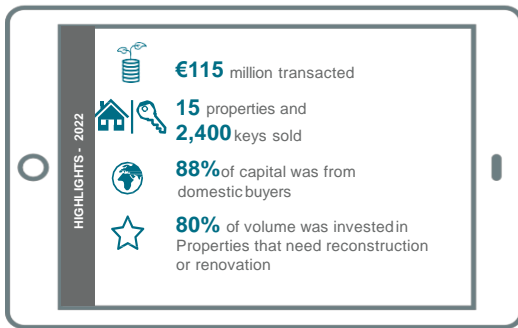 HIGHLIGHTS - 2022
€115 million transacted
15 properties and
2,400 keys sold
88% of capital was from
domestic buyers
80% of volume was invested in
Properties that need reconstruction
or renovation